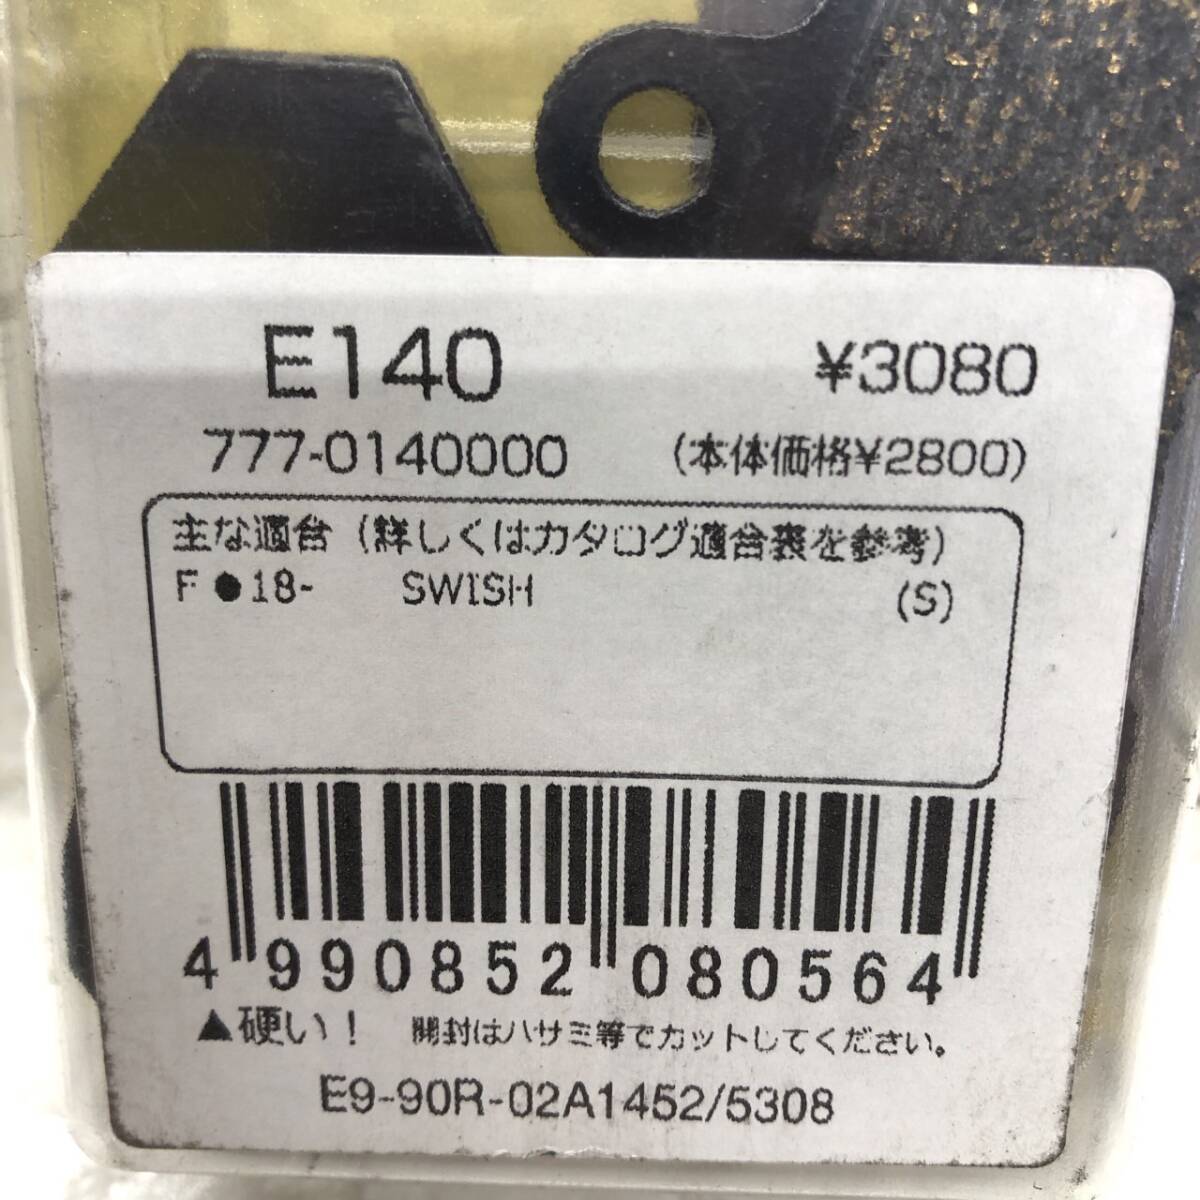 E140 ¥3080
777-0140000 (本体価格¥2800)
主な適合 (詳しくはカタログ適合表を参考)
F ●18- SWISH (S)
4 990852 080564
▲硬い! 開封はハサミ等でカットしてください。
E9-90R-02A1452/5308